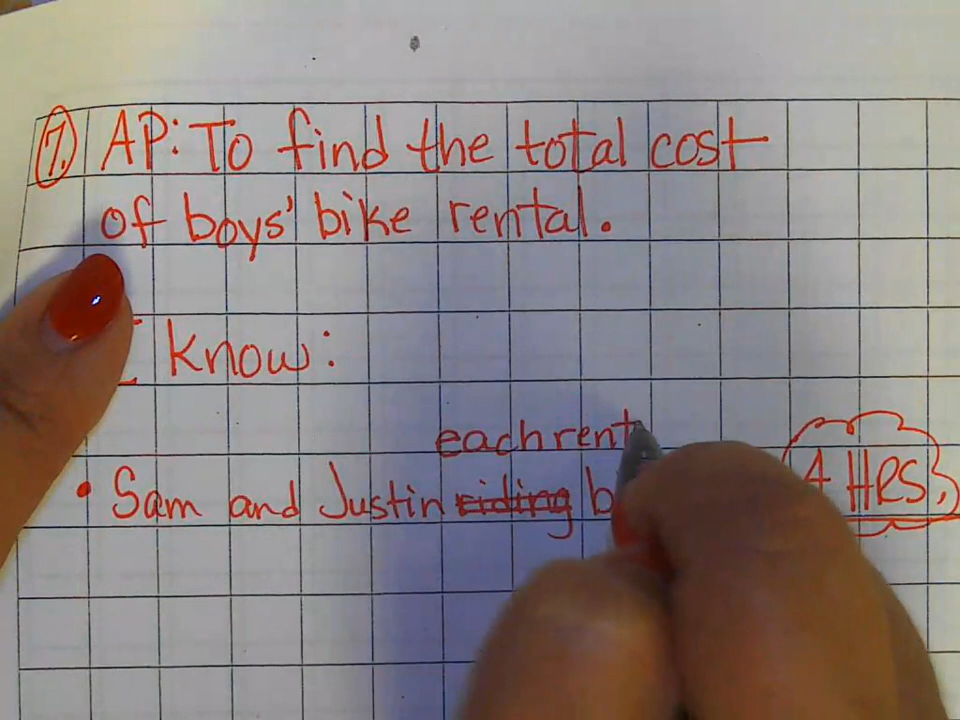 7. AP: To find the total cost
of boys' bike rental.
know:
each rent
Sam and Justin riding b 4 HRS,